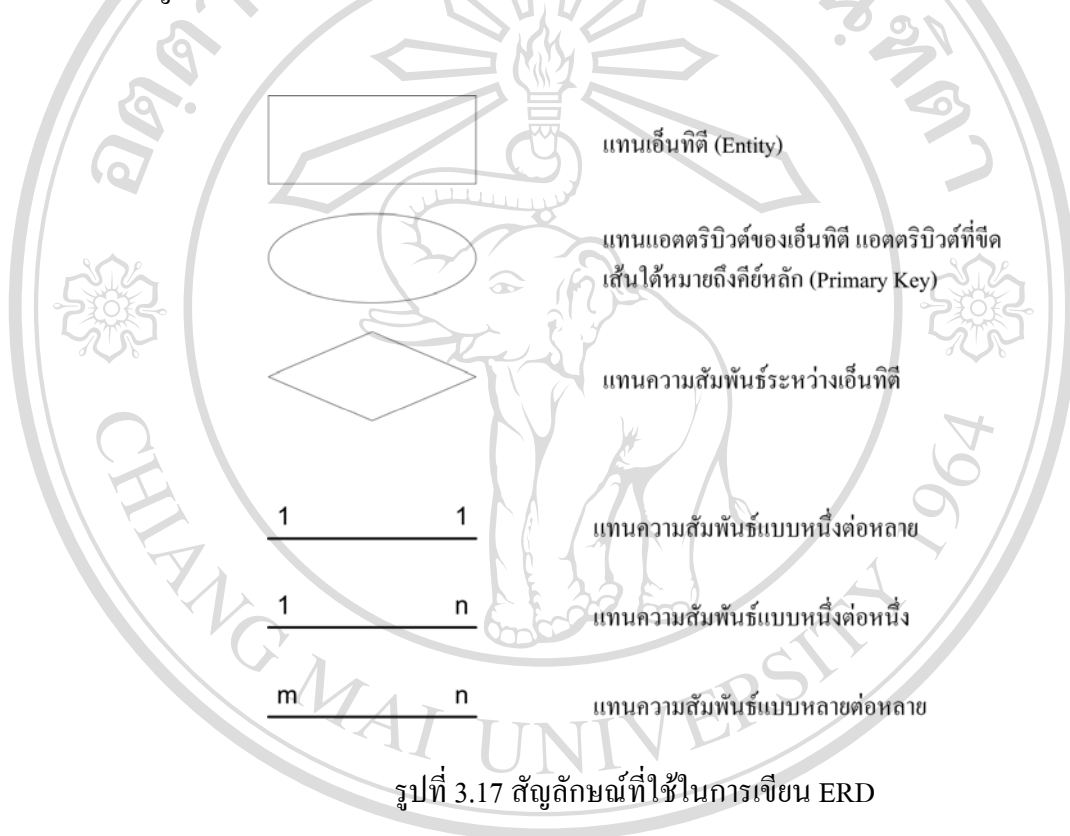 แทนเอ็นทิตี (Entity)
แทนแอตตริบิวต์ของเอ็นทิตี แอตตริบิวต์ที่ขีด
เส้นใต้หมายถึงคีย์หลัก (Primary Key)
แทนความสัมพันธ์ระหว่างเอ็นทิตี
1 1 แทนความสัมพันธ์แบบหนึ่งต่อหลาย
1 n แทนความสัมพันธ์แบบหนึ่งต่อหนึ่ง
m n แทนความสัมพันธ์แบบหลายต่อหลาย
รูปที่ 3.17 สัญลักษณ์ที่ใช้ในการเขียน ERD
CHIANG MAI UNIVERSITY 1964